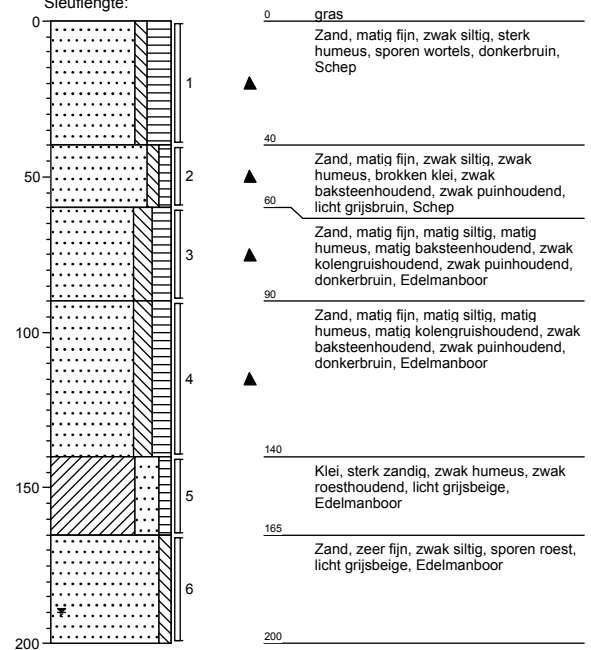 Sleuflengte:
0
50
100
150
200
1
2
3
4
5
6
0 gras
Zand, matig fijn, zwak siltig, sterk
humeus, sporen wortels, donkerbruin,
Schep
40
Zand, matig fijn, zwak siltig, zwak
humeus, brokken klei, zwak
baksteenhoudend, zwak puinhoudend,
licht grijsbruin, Schep
60
Zand, matig fijn, matig siltig, matig
humeus, matig baksteenhoudend, zwak
kolengruishoudend, zwak puinhoudend,
donkerbruin, Edelmanboor
90
Zand, matig fijn, matig siltig, matig
humeus, matig kolengruishoudend, zwak
baksteenhoudend, zwak puinhoudend,
donkerbruin, Edelmanboor
140
Klei, sterk zandig, zwak humeus, zwak
roesthoudend, licht grijsbeige,
Edelmanboor
165
Zand, zeer fijn, zwak siltig, sporen roest,
licht grijsbeige, Edelmanboor
200